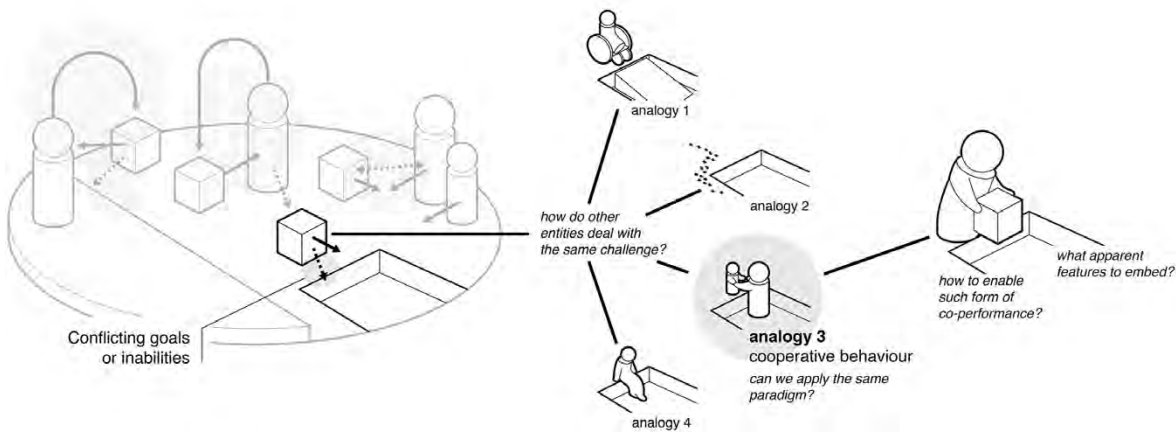 Conflicting goals
or inabilities
how do other
entities deal with
the same challenge?
analogy 1
analogy 2
analogy 3
cooperative behaviour
can we apply the same
paradigm?
analogy 4
how to enable
such form of
co-performance?
what apparent
features to embed?